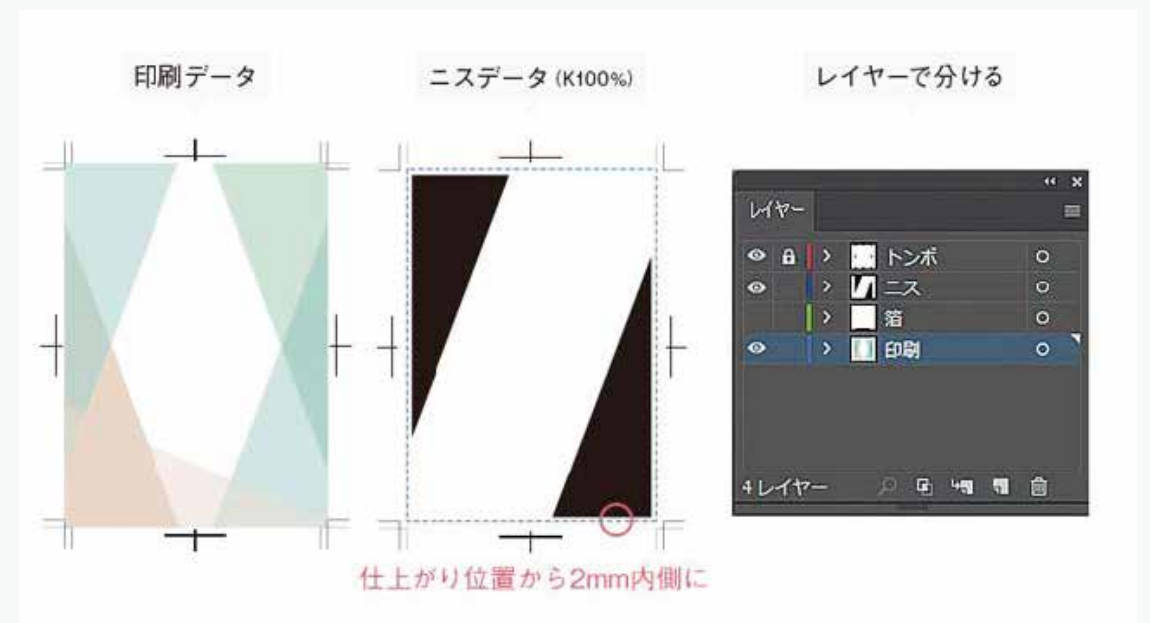 印刷データ
ニスデータ (K100%)
レイヤーで分ける
レイヤー
トンボ
ニス
箔
印刷
4レイヤー
仕上がり位置から2mm内側に